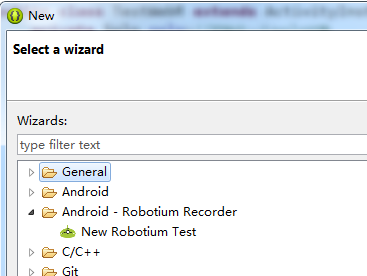 New
Select a wizard
Wizards:
type filter text
General
Android
Android - Robotium Recorder
New Robotium Test
C/C++
Git